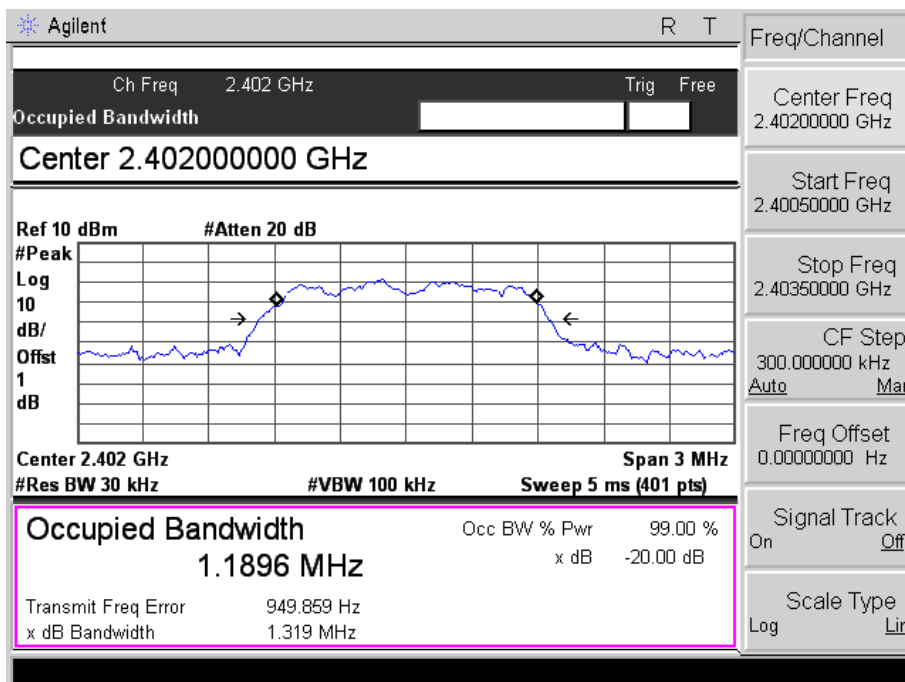 Agilent R T
Ch Freq 2.402 GHz Trig Free
Occupied Bandwidth
Center 2.402000000 GHz
Ref 10 dBm #Atten 20 dB
#Peak
Log
10
dB/
Offst
1
dB
Center 2.402 GHz Span 3 MHz
#Res BW 30 kHz #VBW 100 kHz Sweep 5 ms (401 pts)
Occupied Bandwidth
1.1896 MHz
Occ BW % Pwr 99.00 %
x dB -20.00 dB
Transmit Freq Error 949.859 Hz
x dB Bandwidth 1.319 MHz
Freq/Channel
Center Freq
2.40200000 GHz
Start Freq
2.40050000 GHz
Stop Freq
2.40350000 GHz
CF Step
300.000000 kHz
Auto Mar
Freq Offset
0.00000000 Hz
Signal Track
On Off
Scale Type
Log Lin